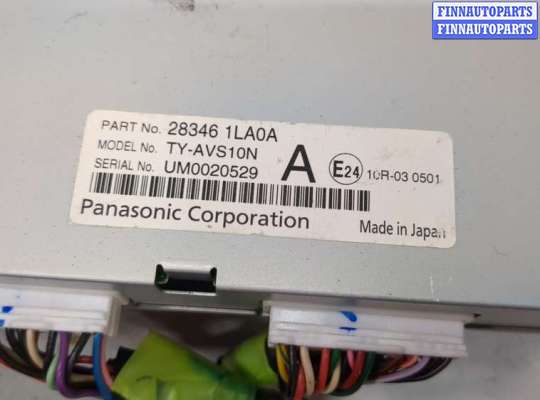 FINNAUTOPARTS
FINNAUTOPARTS
PART No. 28346 1LA0A
MODEL No. TY-AVS10N
SERIAL No. UM0020529
A
E24 10R-03 0501
Panasonic Corporation
Made in Japan